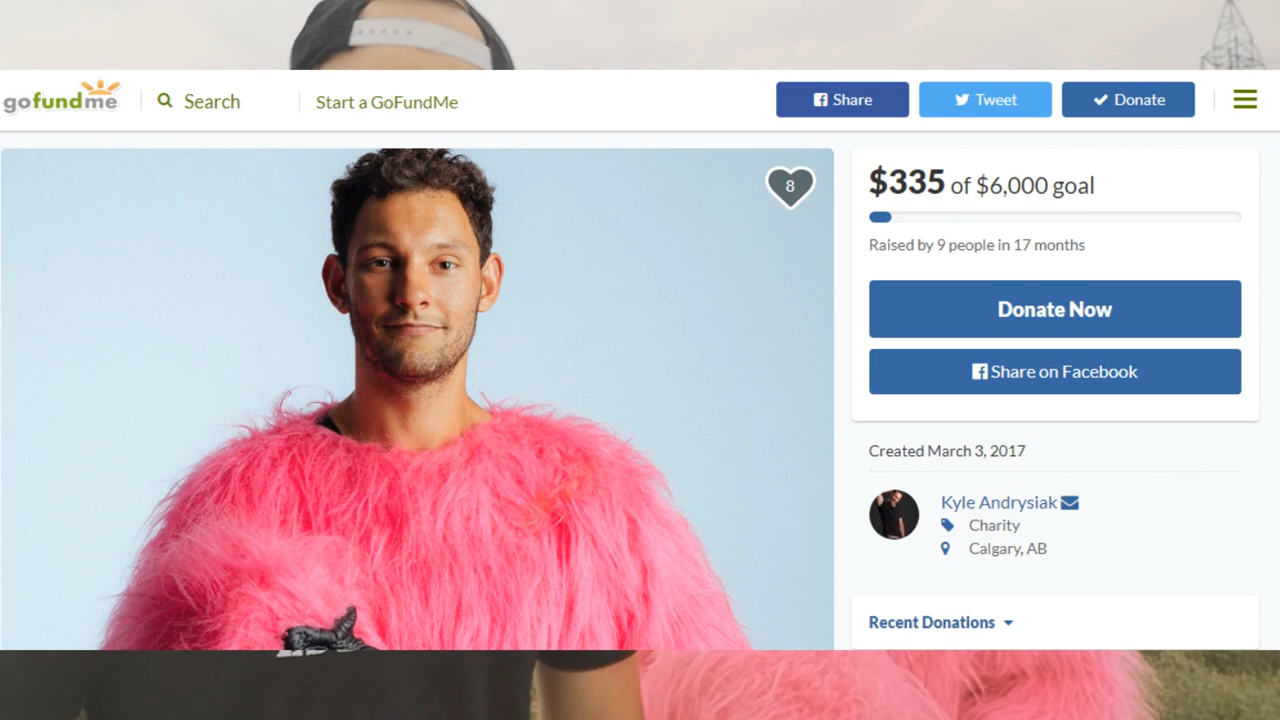 gofundme
Search
Start a GoFundMe
Share
Tweet
Donate
8
$335 of $6,000 goal
Raised by 9 people in 17 months
Donate Now
Share on Facebook
Created March 3, 2017
Kyle Andrysiak
Charity
Calgary, AB
Recent Donations